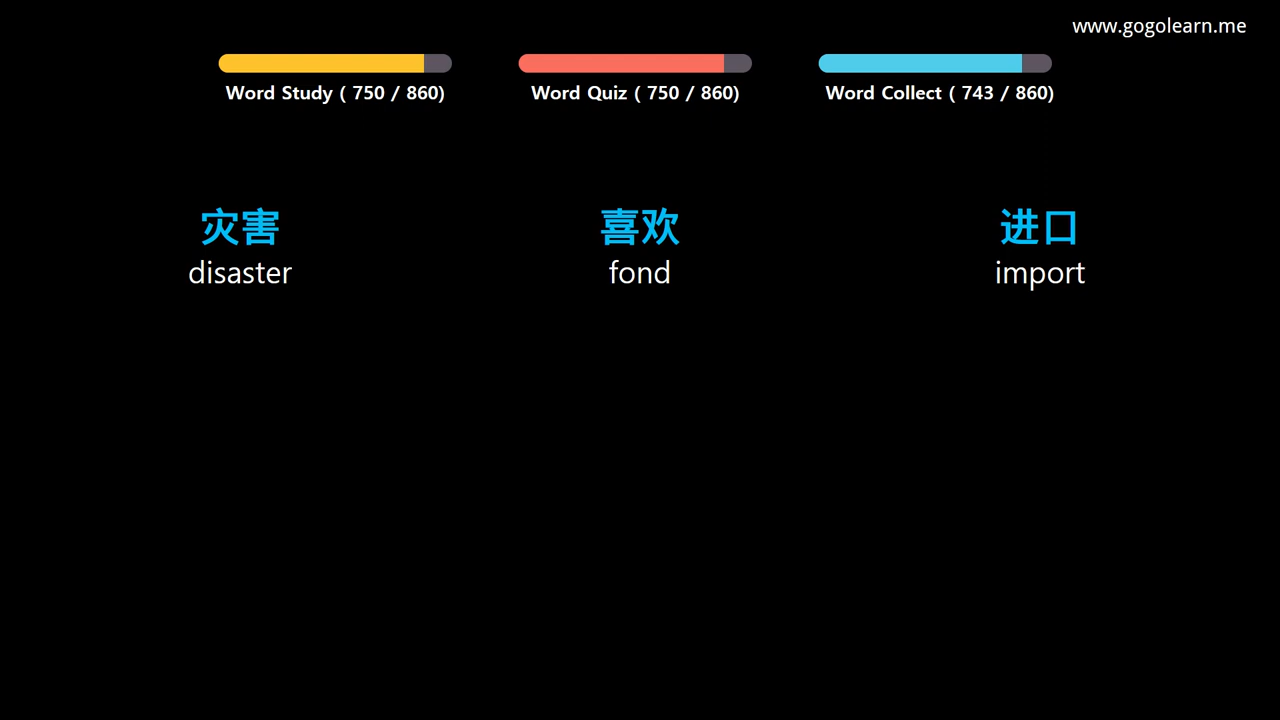 www.gogolearn.me
Word Study ( 750 / 860)
Word Quiz ( 750 / 860)
Word Collect ( 743 / 860)
灾害
disaster
喜欢
fond
进口
import